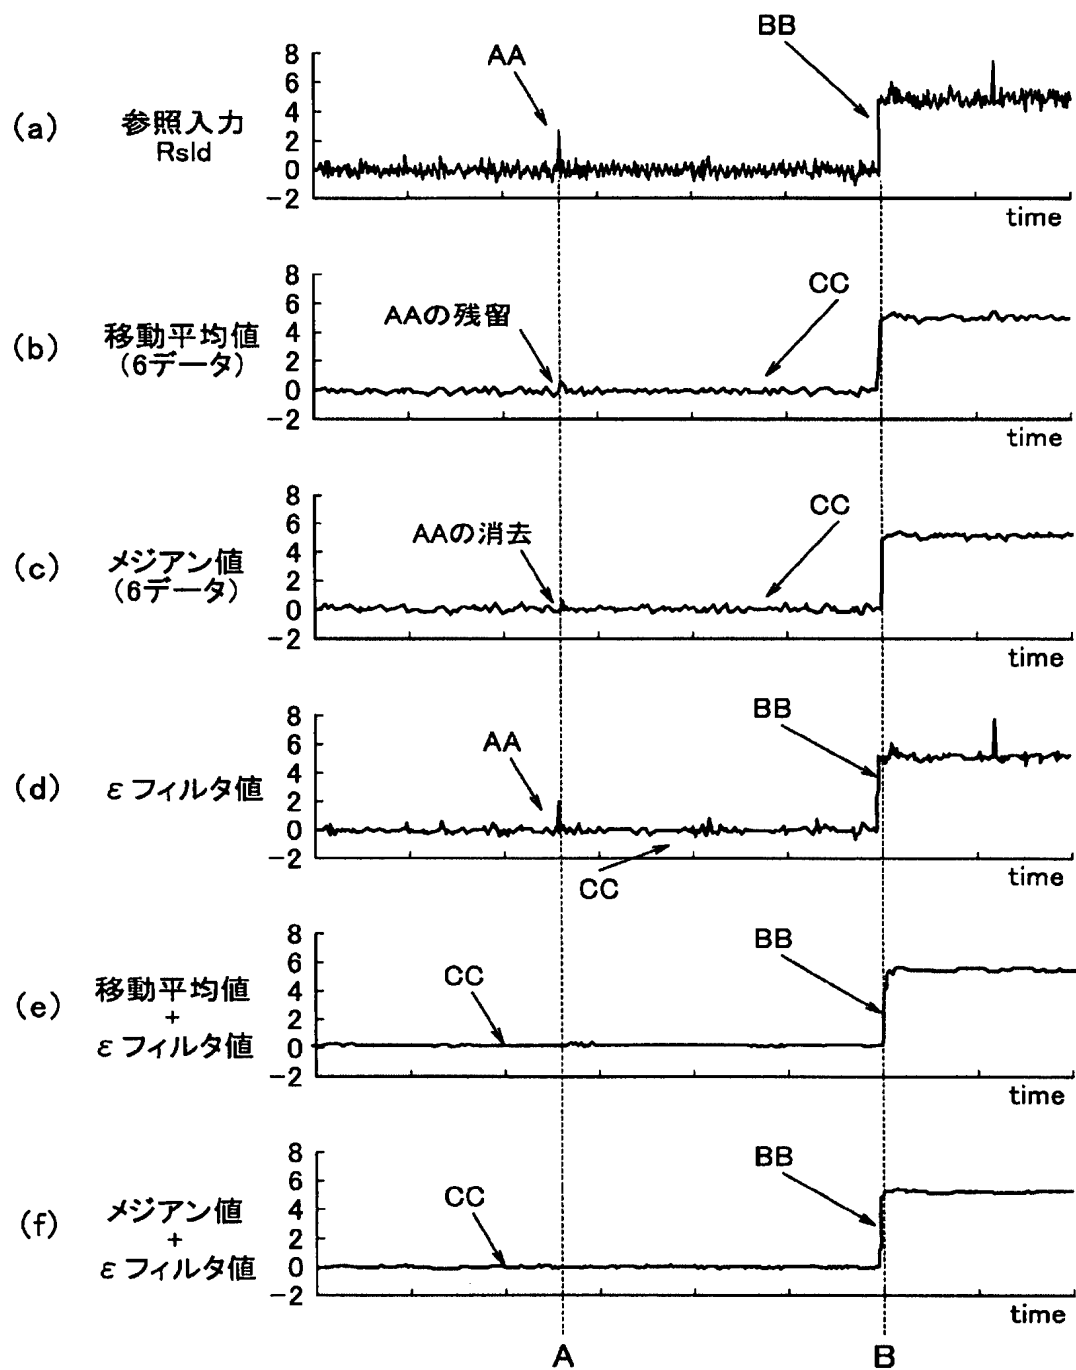 BB
AA
(a)
参照入力
Rsld
8
6
4
2
0
-2
time
(b)
移動平均値
(6データ)
8
6
4
2
0
-2
AAの残留
CC
time
(c)
メジアン値
(6データ)
8
6
4
2
0
-2
AAの消去
CC
time
(d)
εフィルタ値
8
6
4
2
0
-2
AA
BB
CC
time
(e)
移動平均値
+
εフィルタ値
8
6
4
2
0
-2
CC
BB
time
(f)
メジアン値
+
εフィルタ値
8
6
4
2
0
-2
CC
BB
time
A
B